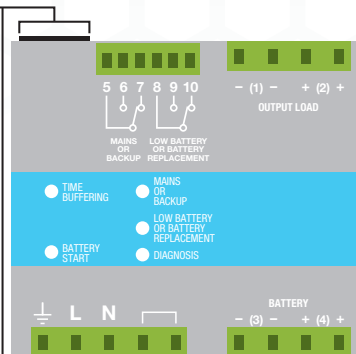 5 6 7 8 9 10
− (1) −   + (2) +
OUTPUT LOAD
MAINS
OR
BACKUP
LOW BATTERY
OR BATTERY
REPLACEMENT
TIME
BUFFERING
MAINS
OR
BACKUP
LOW BATTERY
OR BATTERY
REPLACEMENT
BATTERY
START
DIAGNOSIS
L N
BATTERY
− (3) −   + (4) +